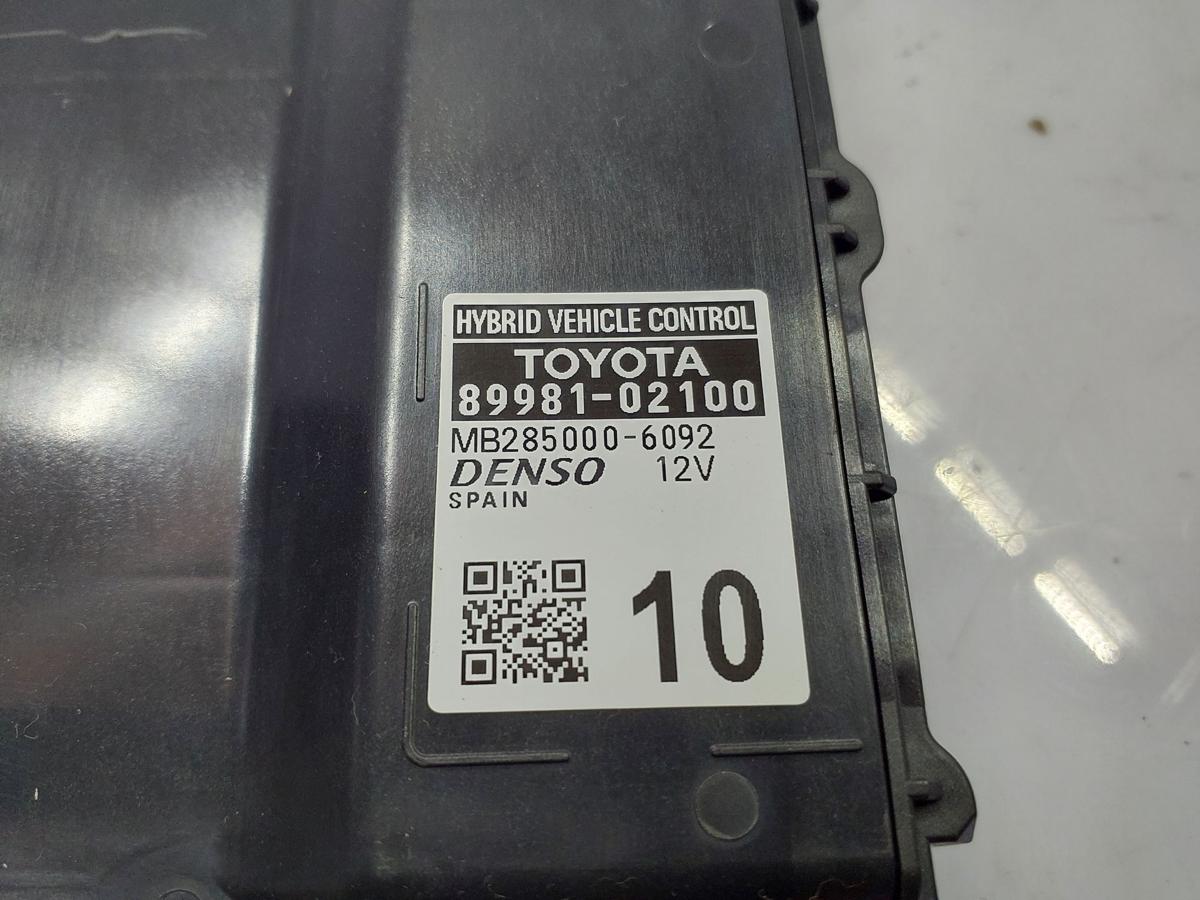 HYBRID VEHICLE CONTROL
TOYOTA
89981-02100
MB285000-6092
DENSO 12V
SPAIN
10